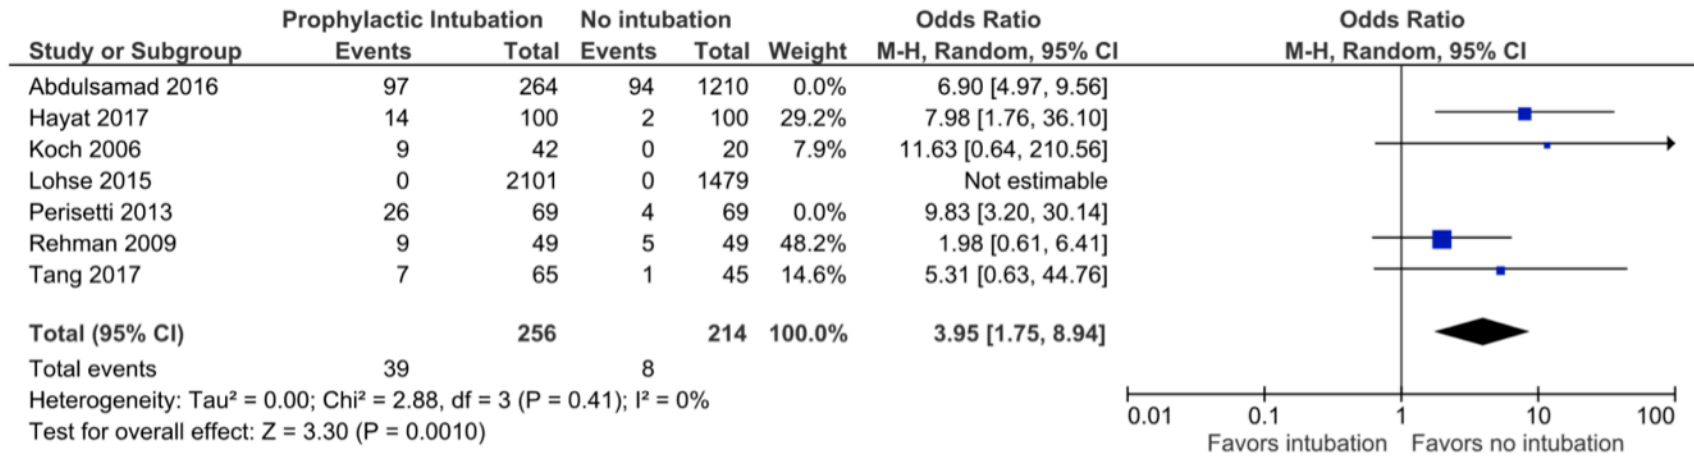 Prophylactic Intubation No intubation Odds Ratio Odds Ratio
Study or Subgroup Events Total Events Total Weight M-H, Random, 95% CI M-H, Random, 95% CI
Abdulsamad 2016 97 264 94 1210 0.0% 6.90 [4.97, 9.56]
Hayat 2017 14 100 2 100 29.2% 7.98 [1.76, 36.10]
Koch 2006 9 42 0 20 7.9% 11.63 [0.64, 210.56]
Lohse 2015 0 2101 0 1479 Not estimable
Perisetti 2013 26 69 4 69 0.0% 9.83 [3.20, 30.14]
Rehman 2009 9 49 5 49 48.2% 1.98 [0.61, 6.41]
Tang 2017 7 65 1 45 14.6% 5.31 [0.63, 44.76]
Total (95% CI) 256 214 100.0% 3.95 [1.75, 8.94]
Total events 39 8
Heterogeneity: Tau² = 0.00; Chi² = 2.88, df = 3 (P = 0.41); I² = 0%
Test for overall effect: Z = 3.30 (P = 0.0010)
0.01 0.1 1 10 100
Favors intubation Favors no intubation